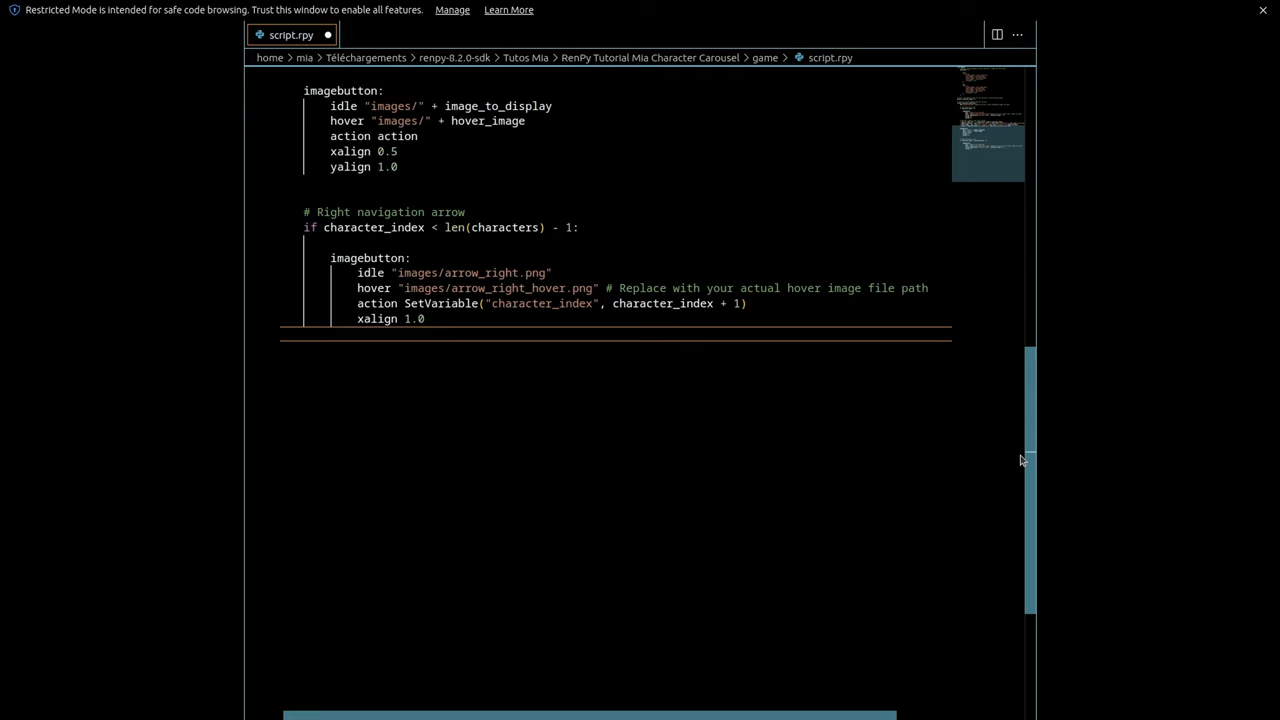 Restricted Mode is intended for safe code browsing. Trust this window to enable all features. Manage Learn More
script.rpy
home > mia > Téléchargements > renpy-8.2.0-sdk > Tutos Mia > RenPy Tutorial Mia Character Carousel > game > script.rpy
imagebutton:
idle "images/" + image_to_display
hover "images/" + hover_image
action action
xalign 0.5
yalign 1.0
# Right navigation arrow
if character_index < len(characters) - 1:
imagebutton:
idle "images/arrow_right.png"
hover "images/arrow_right_hover.png" # Replace with your actual hover image file path
action SetVariable("character_index", character_index + 1)
xalign 1.0